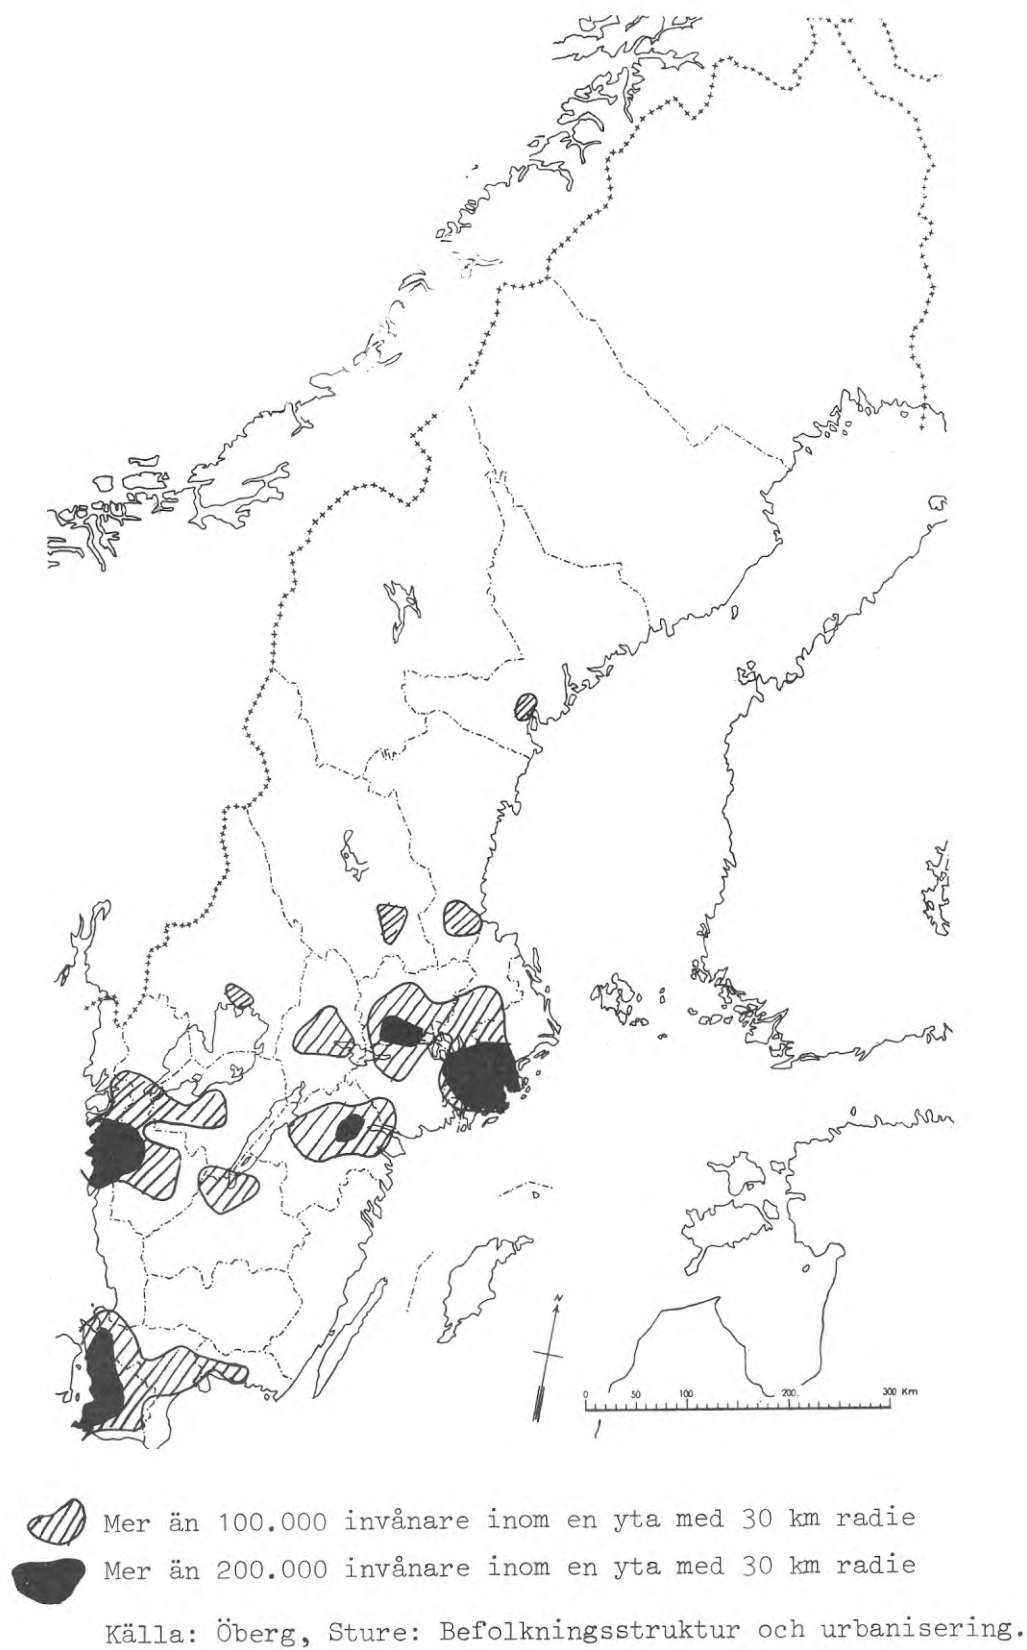 N
0 50 100 200 300 Km
Mer än 100.000 invånare inom en yta med 30 km radie
Mer än 200.000 invånare inom en yta med 30 km radie
Källa: Öberg, Sture: Befolkningsstruktur och urbanisering.